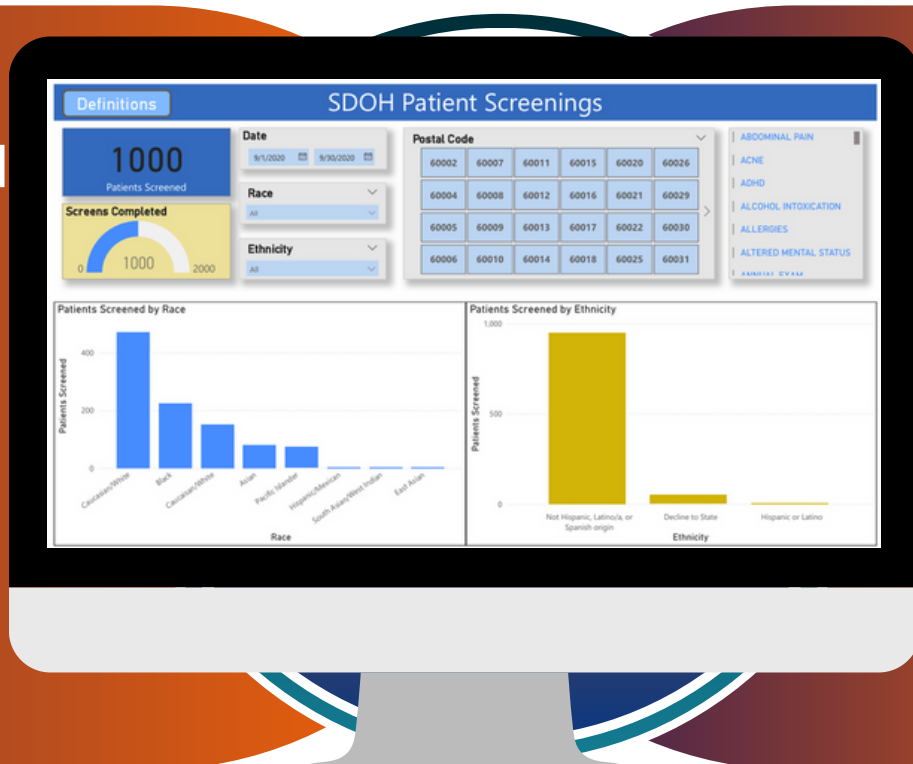 Definitions
SDOH Patient Screenings
1000
Patients Screened
Screens Completed
0
1000
2000
Date
9/1/2020
9/30/2020
Race
All
Ethnicity
All
Postal Code
60002 60007 60011 60015 60020 60026
60004 60008 60012 60016 60021 60029
60005 60009 60013 60017 60022 60030
60006 60010 60014 60018 60025 60031
ABDOMINAL PAIN
ACNE
ADHD
ALCOHOL INTOXICATION
ALLERGIES
ALTERED MENTAL STATUS
ANNUAL EXAM
Patients Screened by Race
Patients Screened
400
200
0
Caucasian/White
Black
Caucasian/White
Asian
Pacific Islander
Hispanic/Mexican
South Asian/West Indian
East Asian
Race
Patients Screened by Ethnicity
Patients Screened
1,000
500
0
Not Hispanic, Latino/a, or
Spanish origin
Decline to State
Hispanic or Latino
Ethnicity